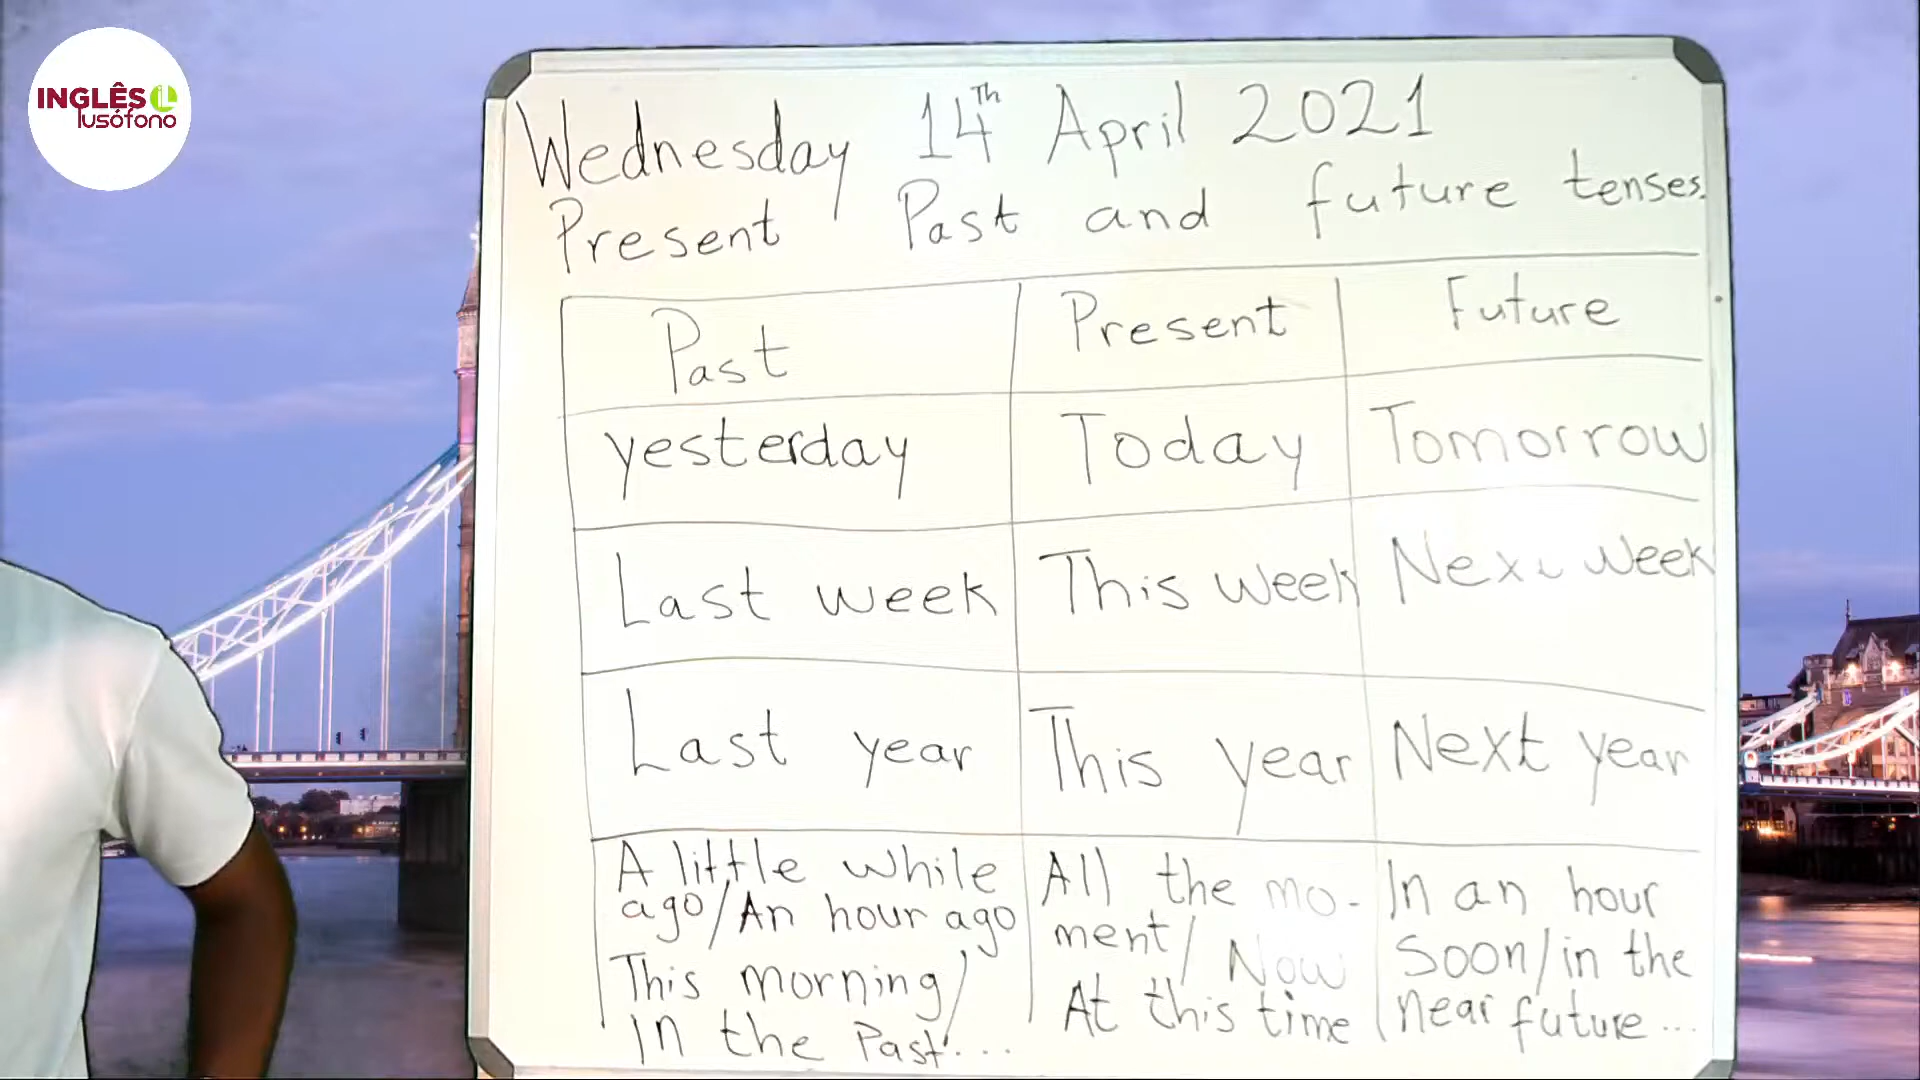 INGLÊS
lusófono
Wednesday 14Th April 2021
Present Past and future tenses.
Past Present Future
yesterday Today Tomorrow
Last week This week Next week
Last year This year Next year
A little while
ago/An hour ago
This morning/
In the Past....
All the mo-
ment/ Now
At this time
In an hour
Soon/in the
near future...